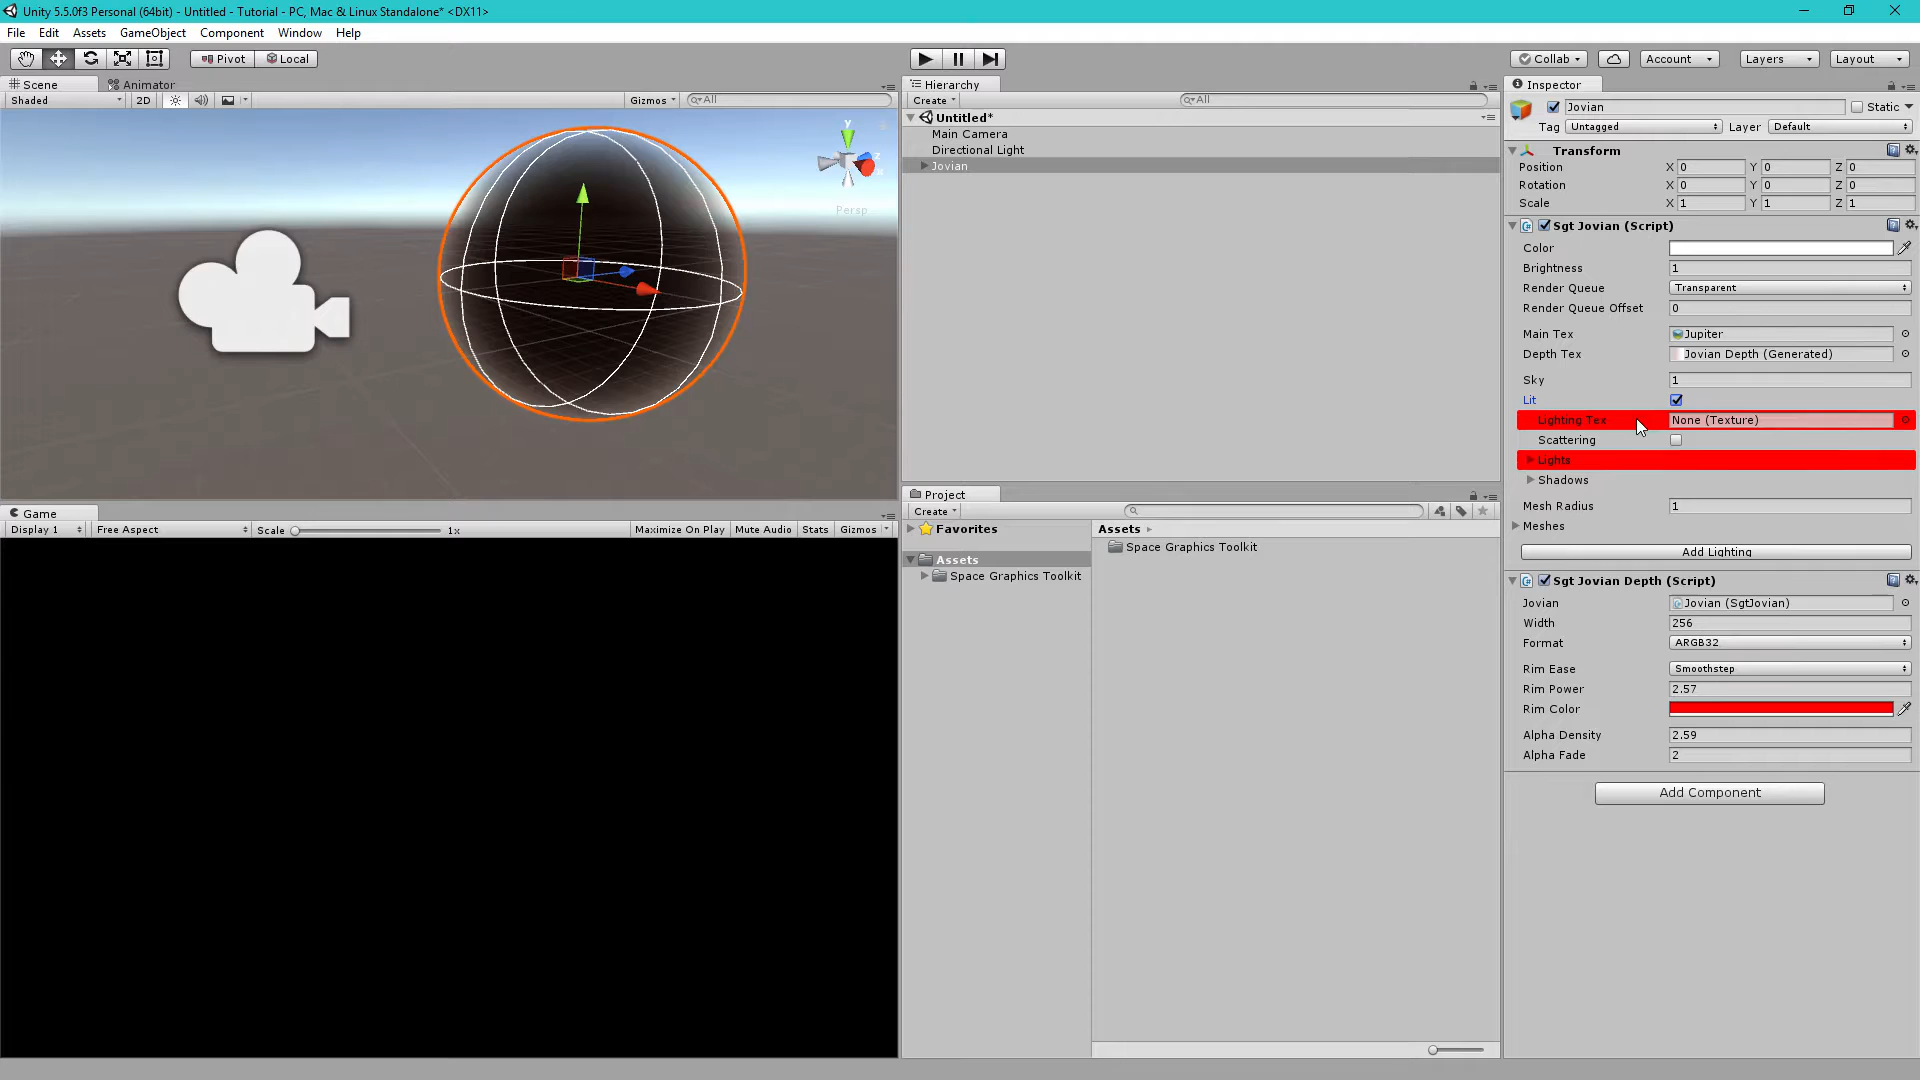 Unity 5.5.0f3 Personal (64bit) - Untitled - Tutorial - PC, Mac & Linux Standalone* <DX11>
File Edit Assets GameObject Component Window Help
Pivot Local
Collab Account Layers Layout
Scene Animator
Shaded 2D Gizmos All
y
z
Persp
Game
Display 1 Free Aspect Scale 1x Maximize On Play Mute Audio Stats Gizmos
Hierarchy
Create All
Untitled*
Main Camera
Directional Light
Jovian
Project
Create
Favorites
Assets
Space Graphics Toolkit
Assets
Space Graphics Toolkit
Inspector
Jovian Static
Tag Untagged Layer Default
Transform
Position X 0 Y 0 Z 0
Rotation X 0 Y 0 Z 0
Scale X 1 Y 1 Z 1
Sgt Jovian (Script)
Color
Brightness 1
Render Queue Transparent
Render Queue Offset 0
Main Tex Jupiter
Depth Tex Jovian Depth (Generated)
Sky 1
Lit
Lighting Tex None (Texture)
Scattering
Lights
Shadows
Mesh Radius 1
Meshes
Add Lighting
Sgt Jovian Depth (Script)
Jovian Jovian (SgtJovian)
Width 256
Format ARGB32
Rim Ease Smoothstep
Rim Power 2.57
Rim Color
Alpha Density 2.59
Alpha Fade 2
Add Component